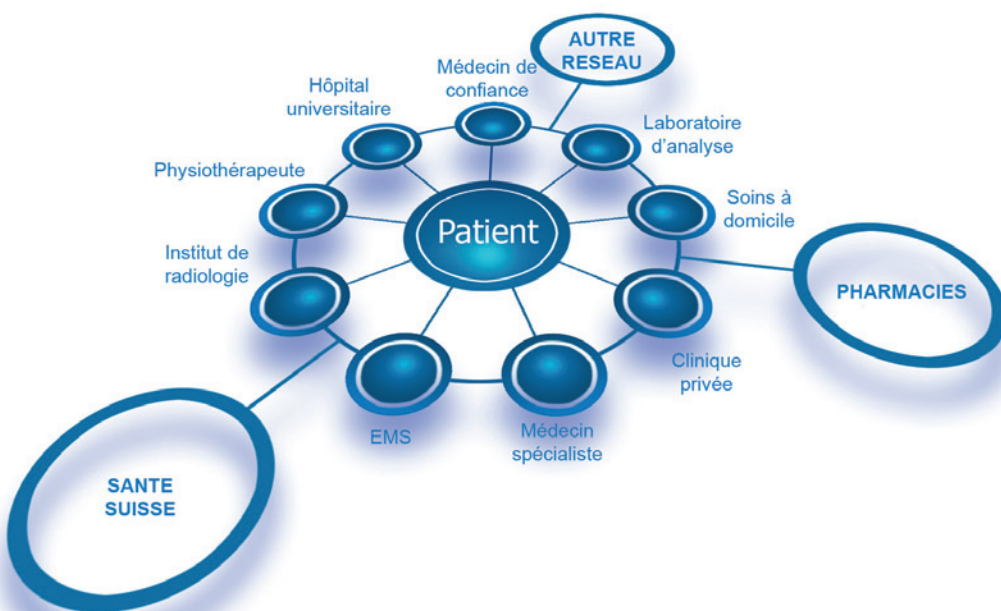 AUTRE
RESEAU
Médecin de
confiance
Hôpital
universitaire
Laboratoire
d'analyse
Physiothérapeute
Soins à
domicile
Patient
Institut de
radiologie
PHARMACIES
Clinique
privée
EMS
Médecin
spécialiste
SANTE
SUISSE